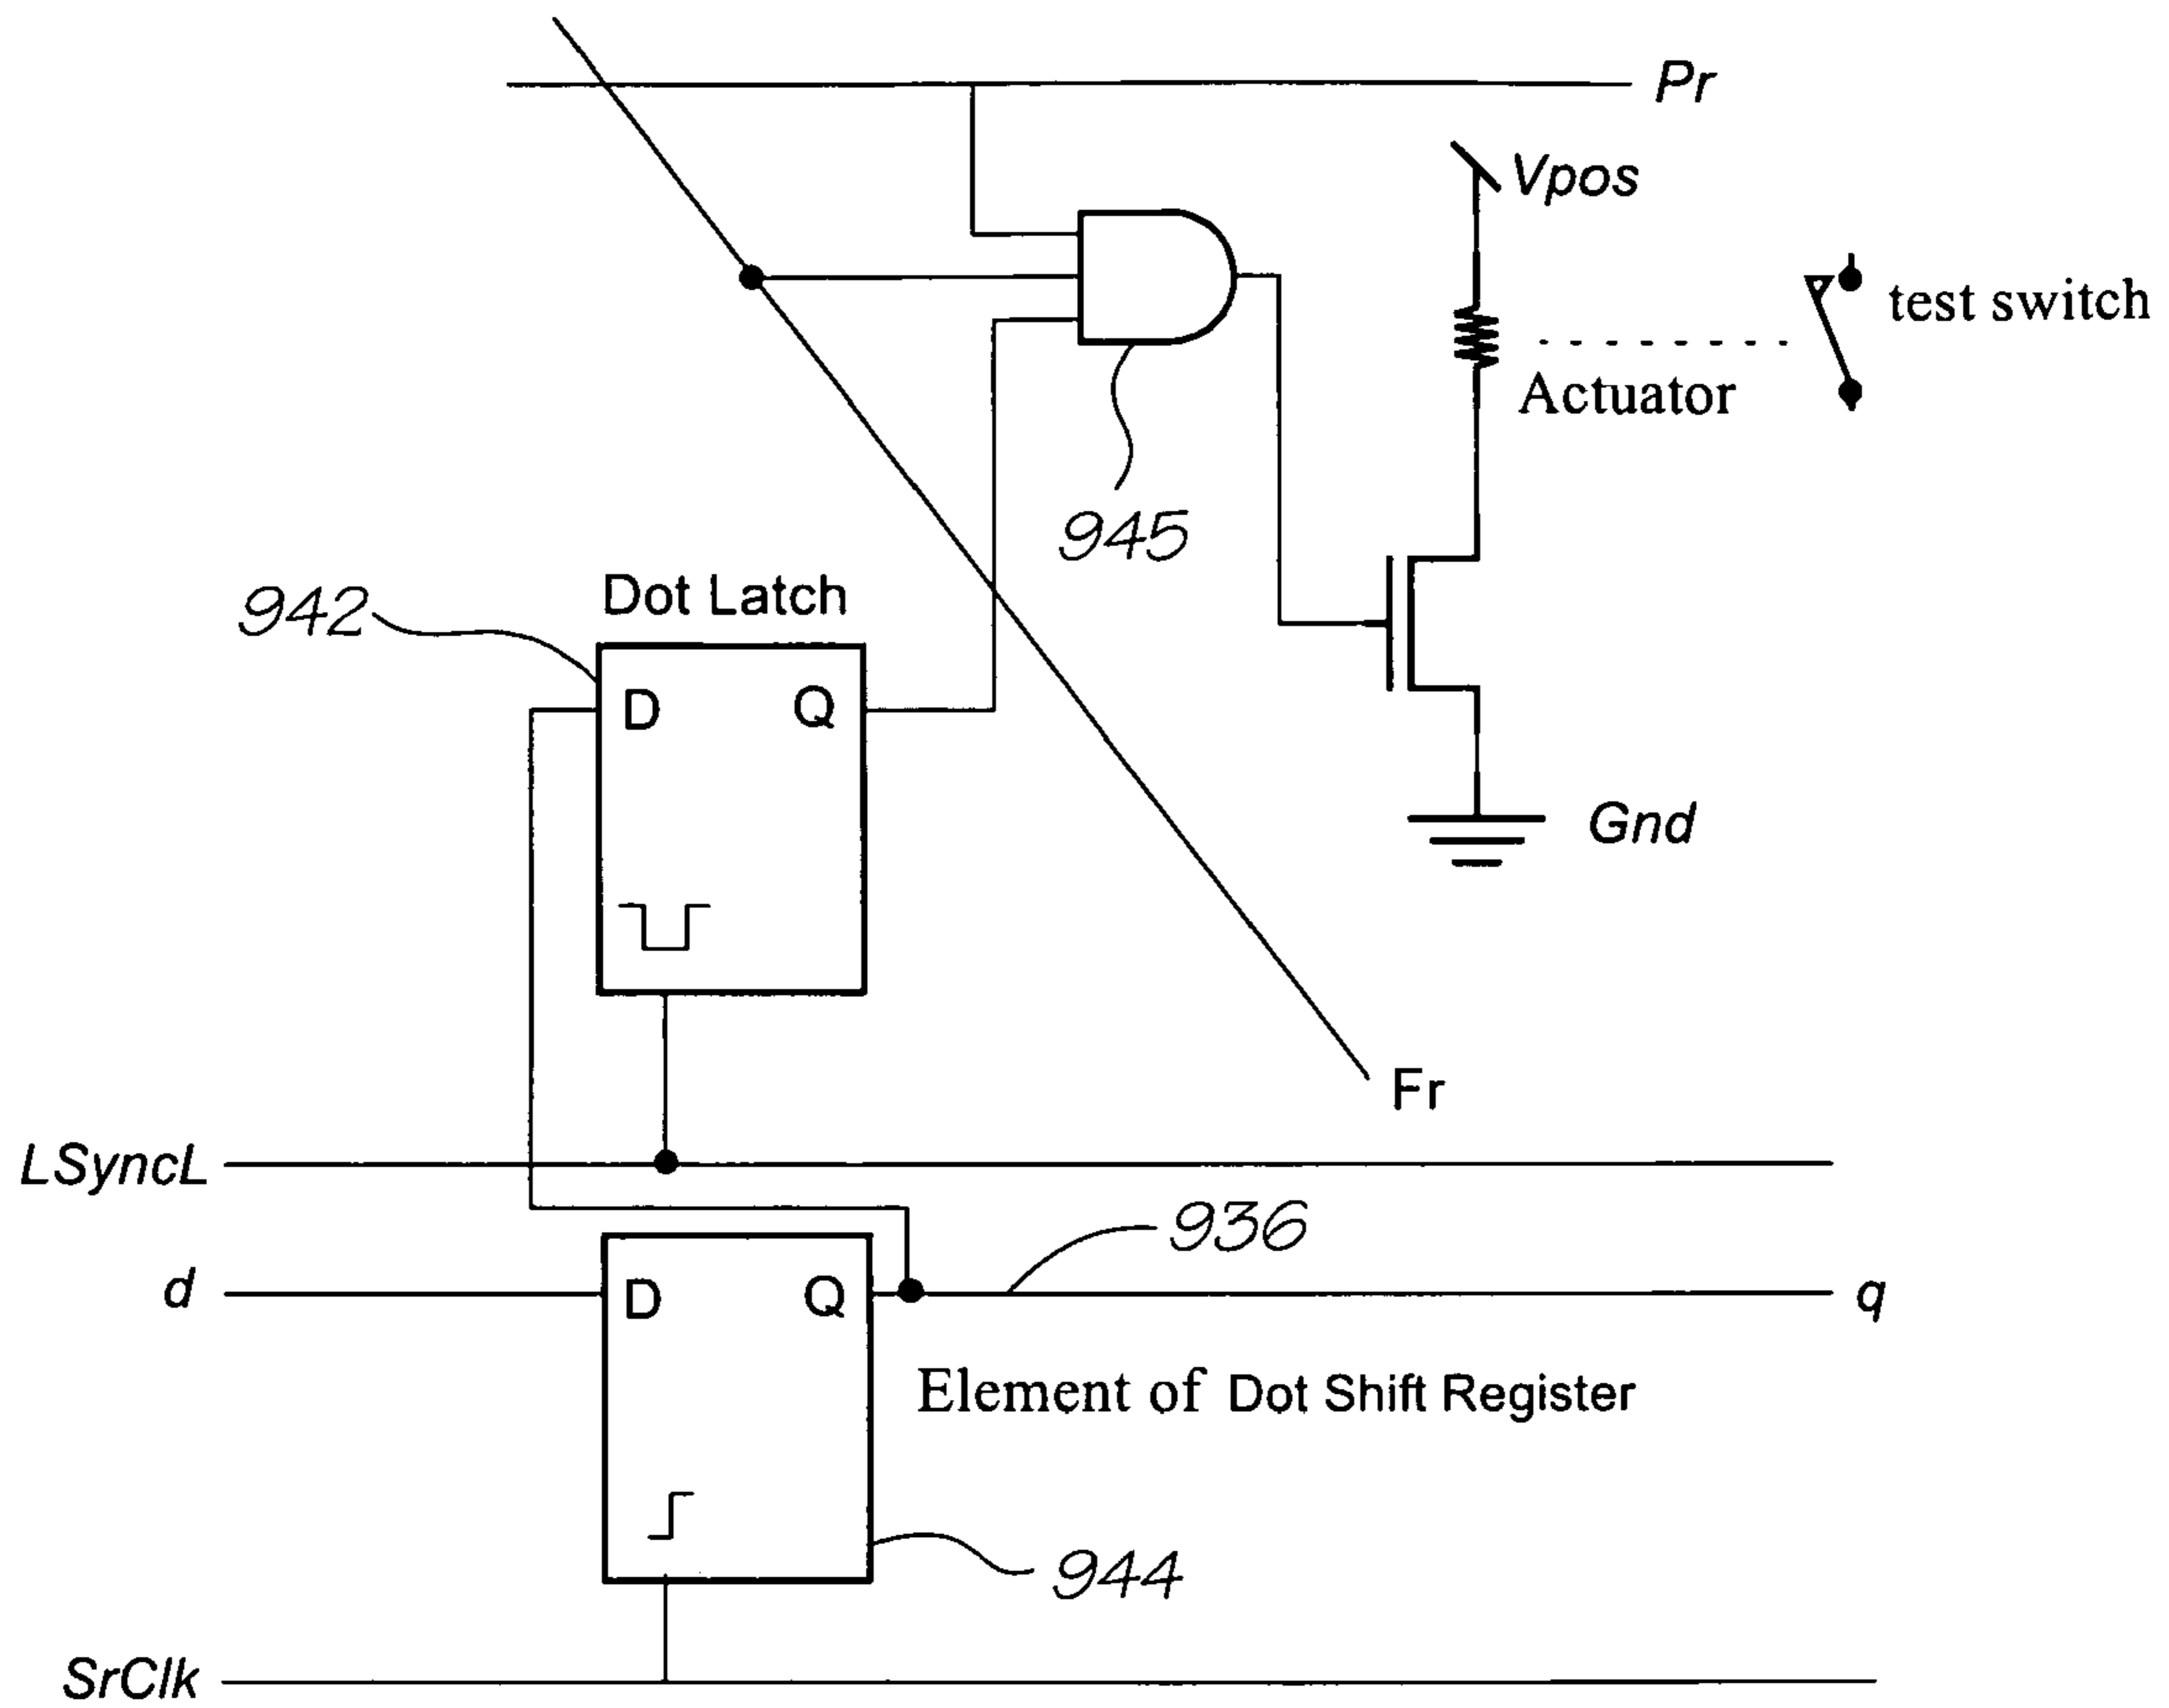 Pr
Vpos
test switch
Actuator
945
942
Dot Latch
D Q
Gnd
Fr
LSyncL
936
d
D Q
q
Element of Dot Shift Register
944
SrClk